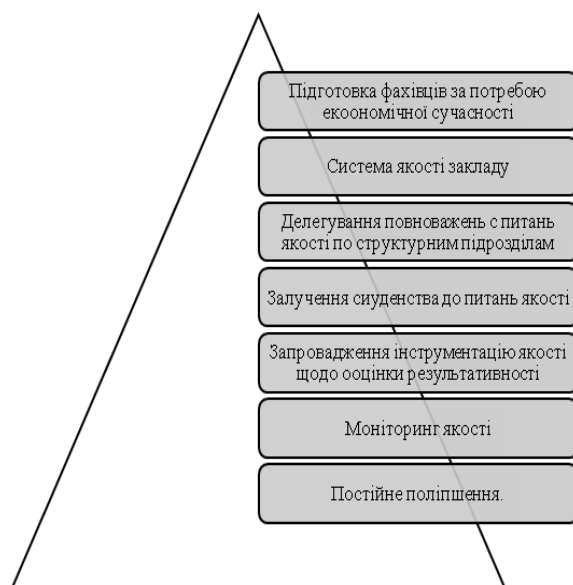 Підготовка фахівців за потребою
екоономічної сучасності
Система якості закладу
Делегування повноважень с питань
якості по структурним підрозділам
Залучення сиуденства до питань якості
Запровадження інструментацію якості
щодо ооцінки результативності
Моніторинг якості
Постійне поліпшення.